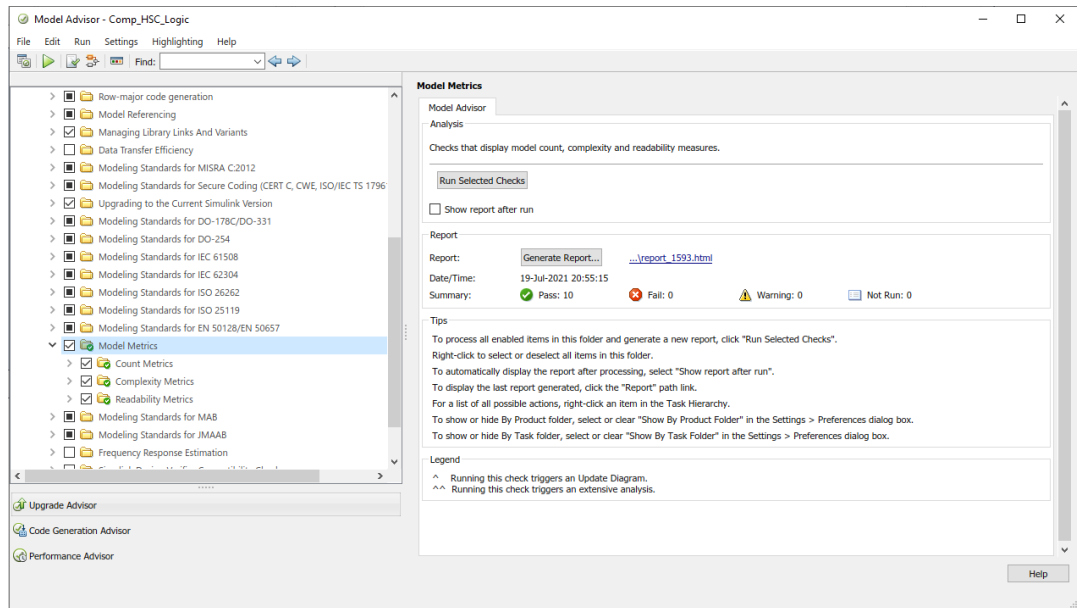 Model Advisor - Comp_HSC_Logic
File Edit Run Settings Highlighting Help
Find:
Row-major code generation
Model Referencing
Managing Library Links And Variants
Data Transfer Efficiency
Modeling Standards for MISRA C:2012
Modeling Standards for Secure Coding (CERT C, CWE, ISO/IEC TS 1796
Upgrading to the Current Simulink Version
Modeling Standards for DO-178C/DO-331
Modeling Standards for DO-254
Modeling Standards for IEC 61508
Modeling Standards for IEC 62304
Modeling Standards for ISO 26262
Modeling Standards for ISO 25119
Modeling Standards for EN 50128/EN 50657
Model Metrics
Count Metrics
Complexity Metrics
Readability Metrics
Modeling Standards for MAB
Modeling Standards for JMAAB
Frequency Response Estimation
Upgrade Advisor
Code Generation Advisor
Performance Advisor
Model Metrics
Model Advisor
Analysis
Checks that display model count, complexity and readability measures.
Run Selected Checks
Show report after run
Report
Report: Generate Report... ...\report_1593.html
Date/Time: 19-Jul-2021 20:55:15
Summary: Pass: 10 Fail: 0 Warning: 0 Not Run: 0
Tips
To process all enabled items in this folder and generate a new report, click "Run Selected Checks".
Right-click to select or deselect all items in this folder.
To automatically display the report after processing, select "Show report after run".
To display the last report generated, click the "Report" path link.
For a list of all possible actions, right-click an item in the Task Hierarchy.
To show or hide By Product folder, select or clear "Show By Product Folder" in the Settings > Preferences dialog box.
To show or hide By Task folder, select or clear "Show By Task Folder" in the Settings > Preferences dialog box.
Legend
^ Running this check triggers an Update Diagram.
^^ Running this check triggers an extensive analysis.
Help